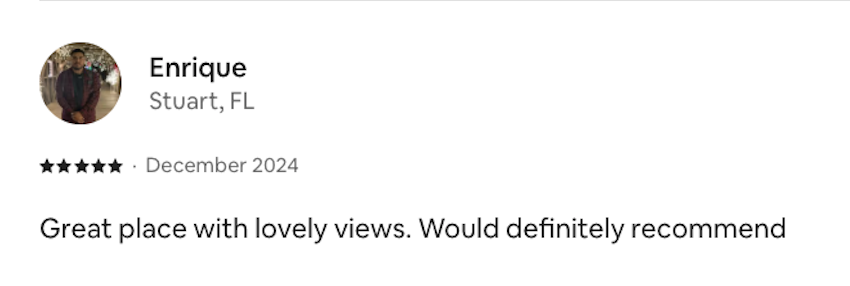 Enrique
Stuart, FL
★★★★★ · December 2024
Great place with lovely views. Would definitely recommend